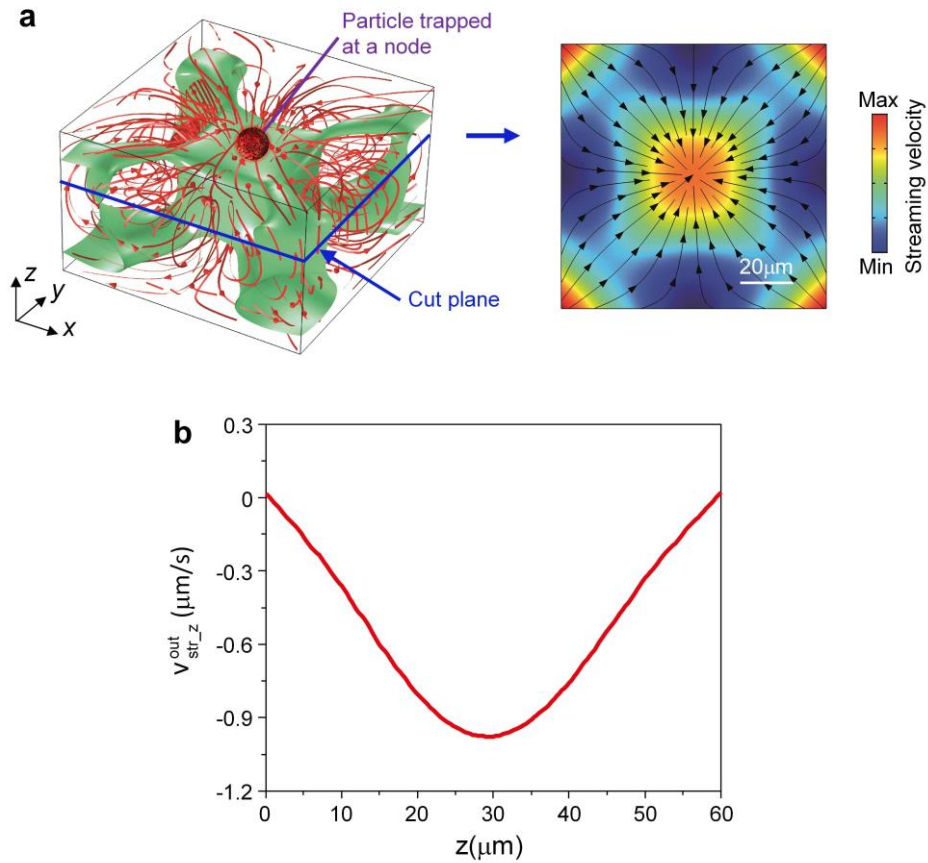 a
Particle trapped
at a node
z
y
x
Cut plane
20μm
Max
Min
Streaming velocity
b
v^out_str_z (μm/s)
0.3
0
-0.3
-0.6
-0.9
-1.2
0 10 20 30 40 50 60
z(μm)